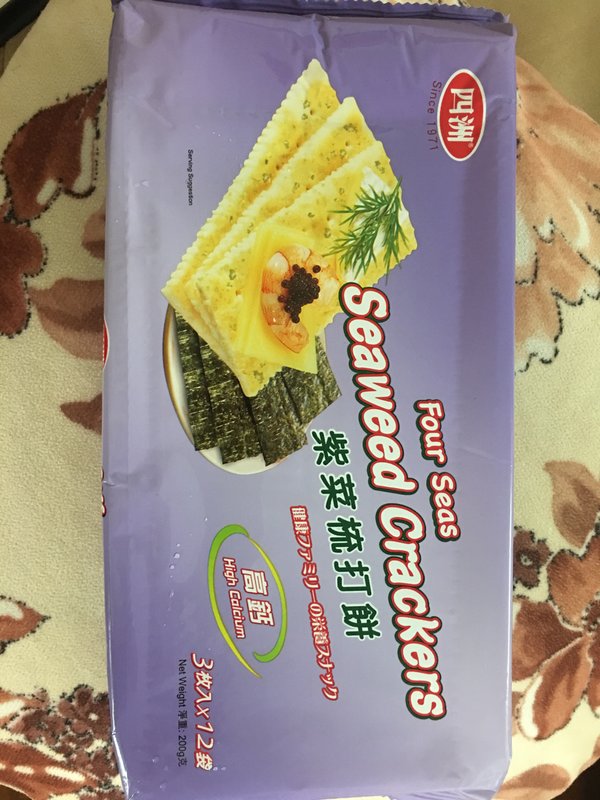 四洲®
Since 1971
Four Seas
Seaweed Crackers
紫菜梳打餅
健康ファミリーの栄養スナック
高鈣
High Calcium
3枚入x12袋
Net Weight 淨重: 200g克
Serving Suggestion